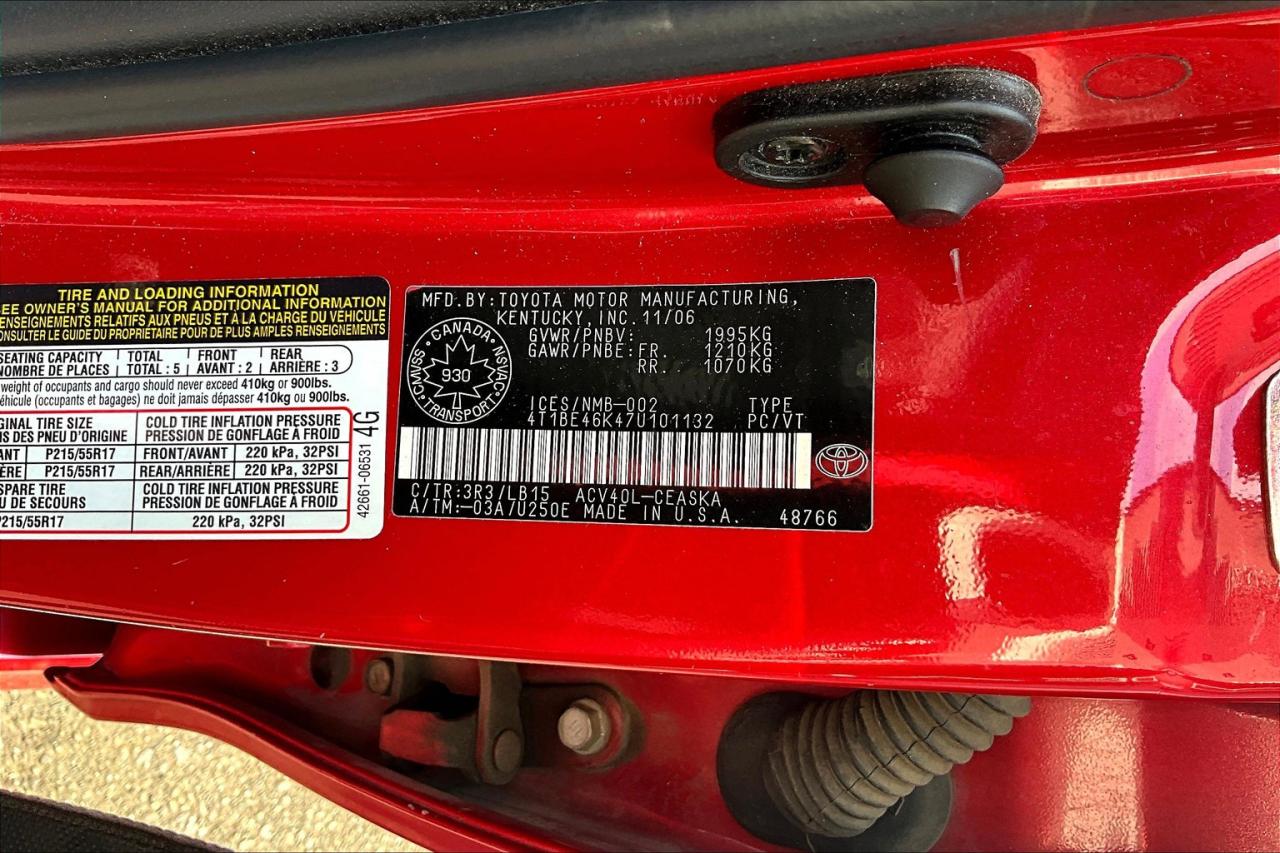 TIRE AND LOADING INFORMATION
SEE OWNER'S MANUAL FOR ADDITIONAL INFORMATION
RENSEIGNEMENTS RELATIFS AUX PNEUS ET A LA CHARGE DU VEHICULE
CONSULTER LE GUIDE DU PROPRIETAIRE POUR DE PLUS AMPLES RENSEIGNEMENTS
SEATING CAPACITY TOTAL FRONT REAR
NOMBRE DE PLACES TOTAL : 5 AVANT : 2 ARRIÈRE : 3
weight of occupants and cargo should never exceed 410kg or 900lbs.
véhicule (occupants et bagages) ne doit jamais dépasser 410kg ou 900 lbs.
COLD TIRE INFLATION PRESSURE
DES PNEU D'ORIGINE PRESSION DE GONFLAGE À FROID
P215/55R17 FRONT/AVANT 220 kPa, 32PSI
P215/55R17 REAR/ARRIÈRE 220 kPa, 32PSI
SPARE TIRE COLD TIRE INFLATION PRESSURE
DE SECOURS PRESSION DE GONFLAGE À FROID
P215/55R17 220 kPa, 32PSI
42661-06531 4G
MFD.BY:TOYOTA MOTOR MANUFACTURING,
KENTUCKY, INC. 11/06
GVWR/PNBV: 1995KG
GAWR/PNBE: FR. 1210KG
RR. 1070KG
CANADA
CMVSS NSVAC
930
TRANSPORT
ICES/NMB-002 TYPE
4T1BE46K47U101132 PC/VT
C/TR:3R3/LB15 ACV40L-CEASKA
A/TM:-03A/U250E MADE IN U.S.A. 48766